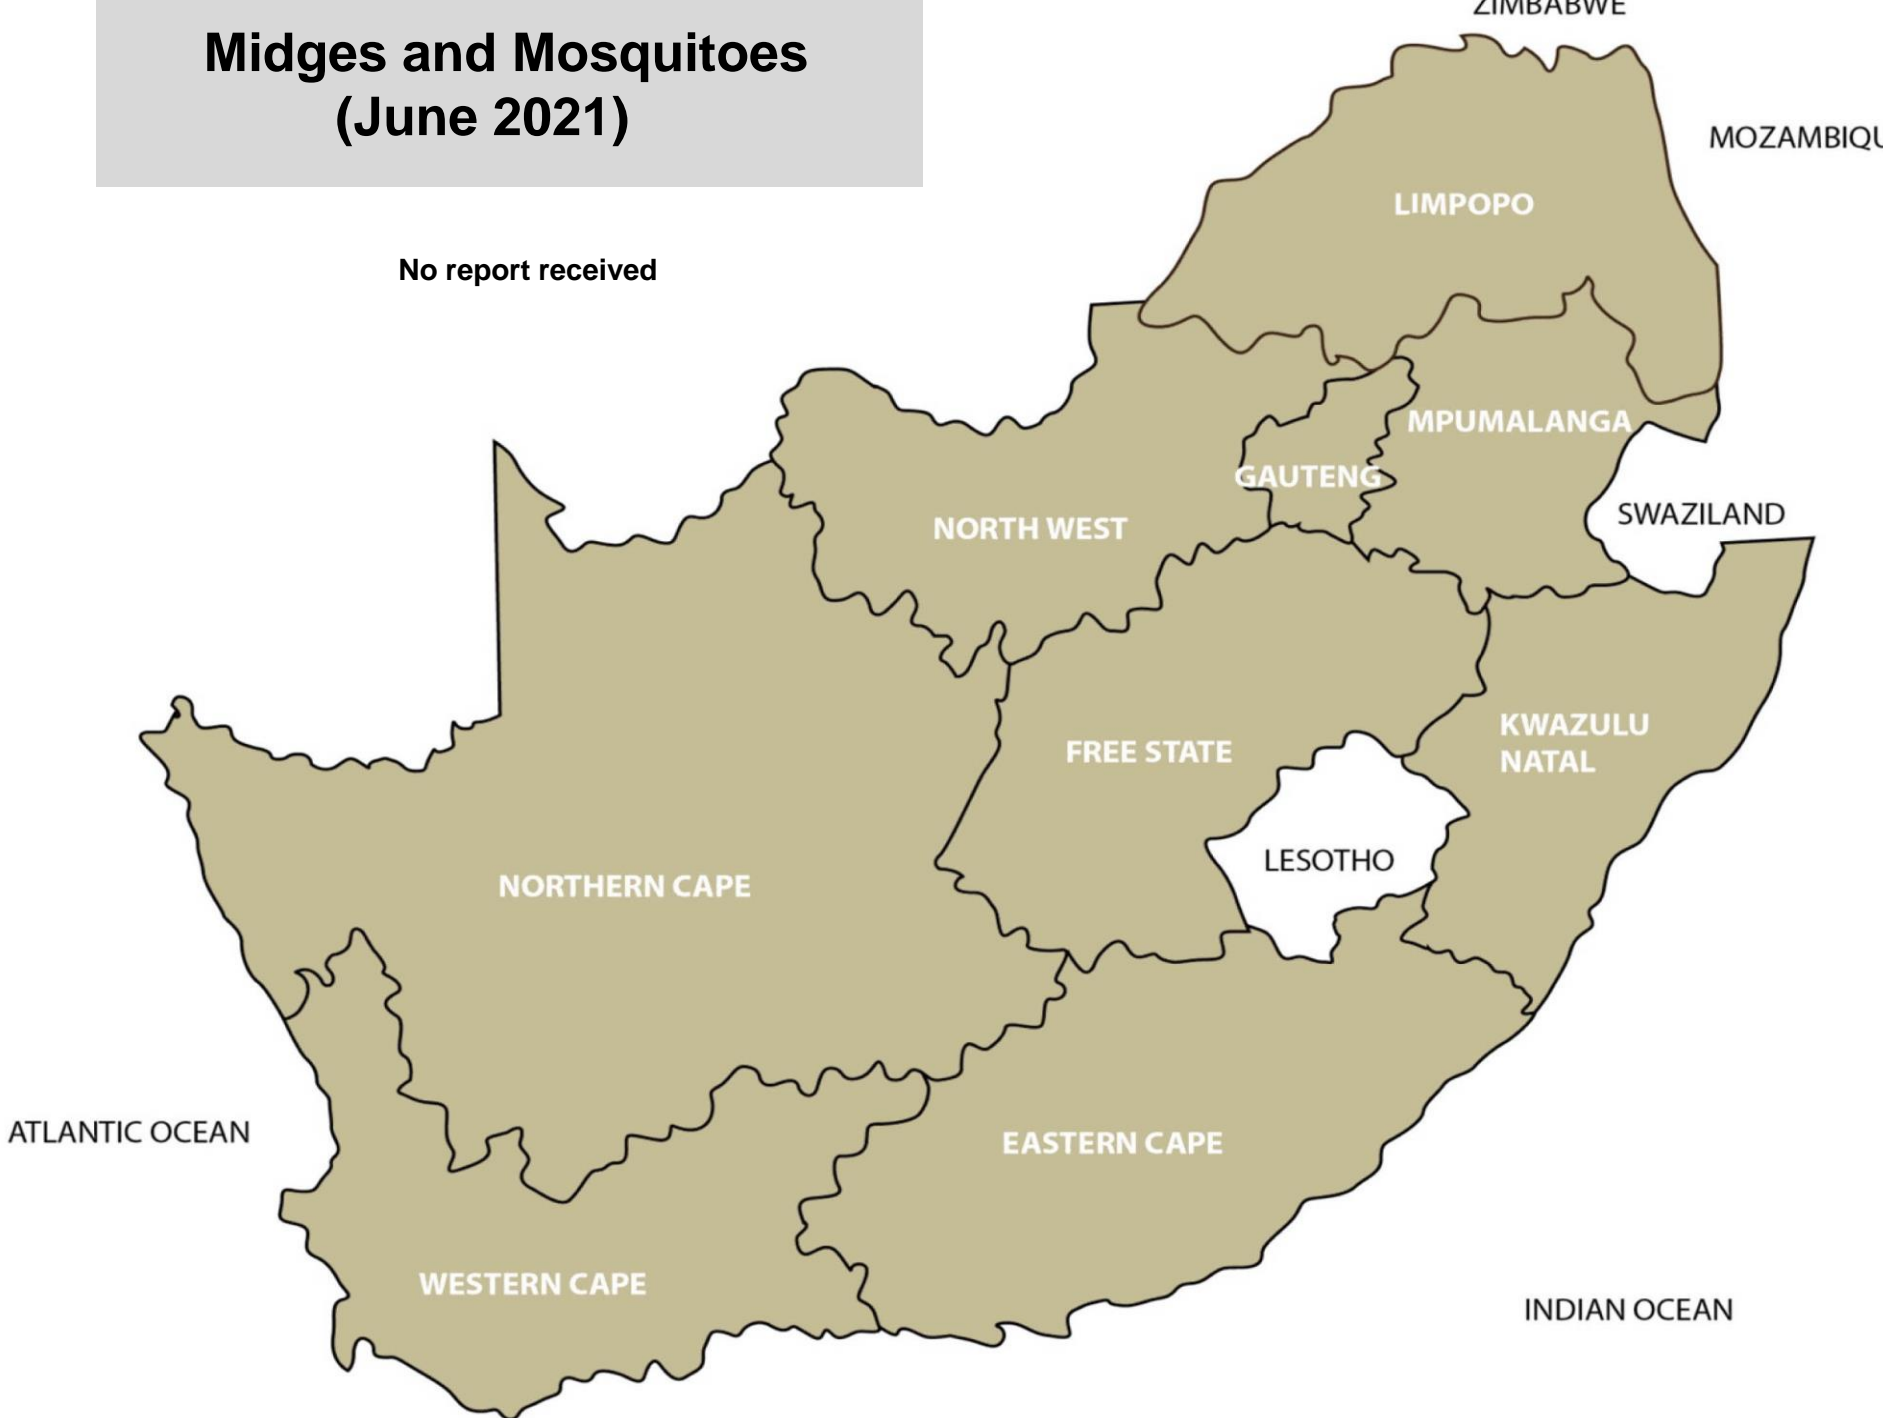 ZIMBABWE
Midges and Mosquitoes
(June 2021)
MOZAMBIQU
LIMPOPO
No report received
MPUMALANGA
GAUTENG
SWAZILAND
NORTH WEST
KWAZULU
NATAL
FREE STATE
LESOTHO
NORTHERN CAPE
ATLANTIC OCEAN
EASTERN CAPE
WESTERN CAPE
INDIAN OCEAN